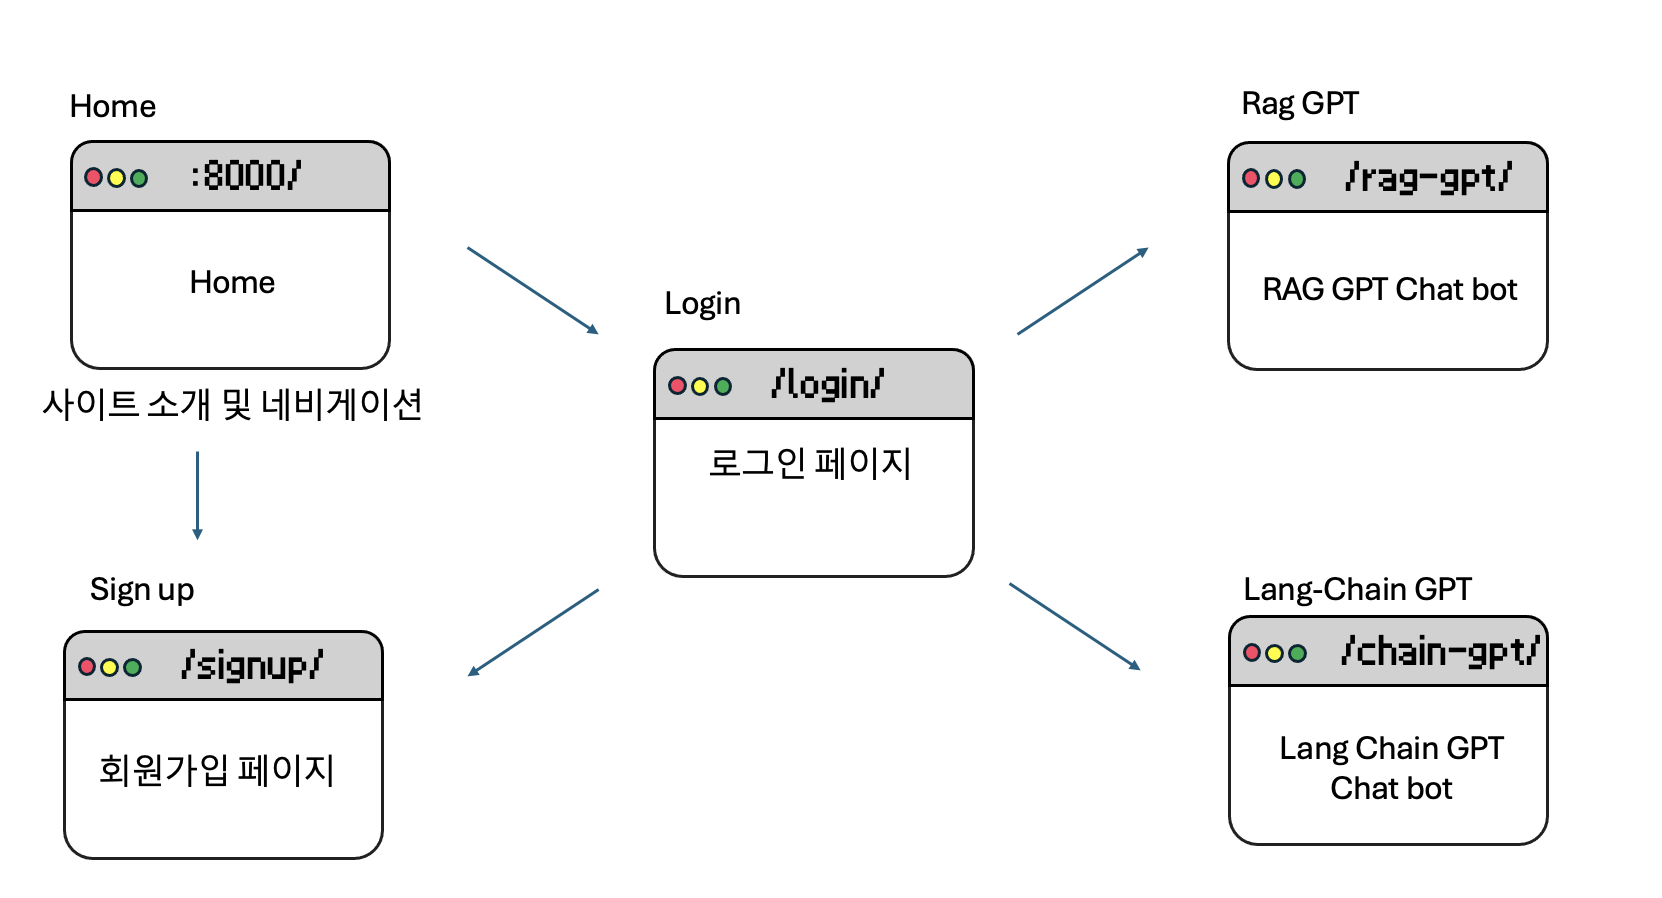 Home
:8000/
Home
사이트 소개 및 네비게이션
Sign up
/signup/
회원가입 페이지
Login
/login/
로그인 페이지
Rag GPT
/rag-gpt/
RAG GPT Chat bot
Lang-Chain GPT
/chain-gpt/
Lang Chain GPT
Chat bot